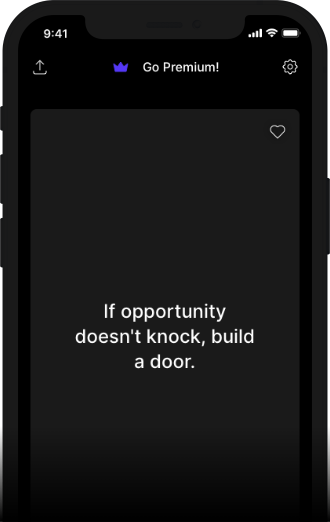 9:41
Go Premium!
If opportunity
doesn't knock, build
a door.